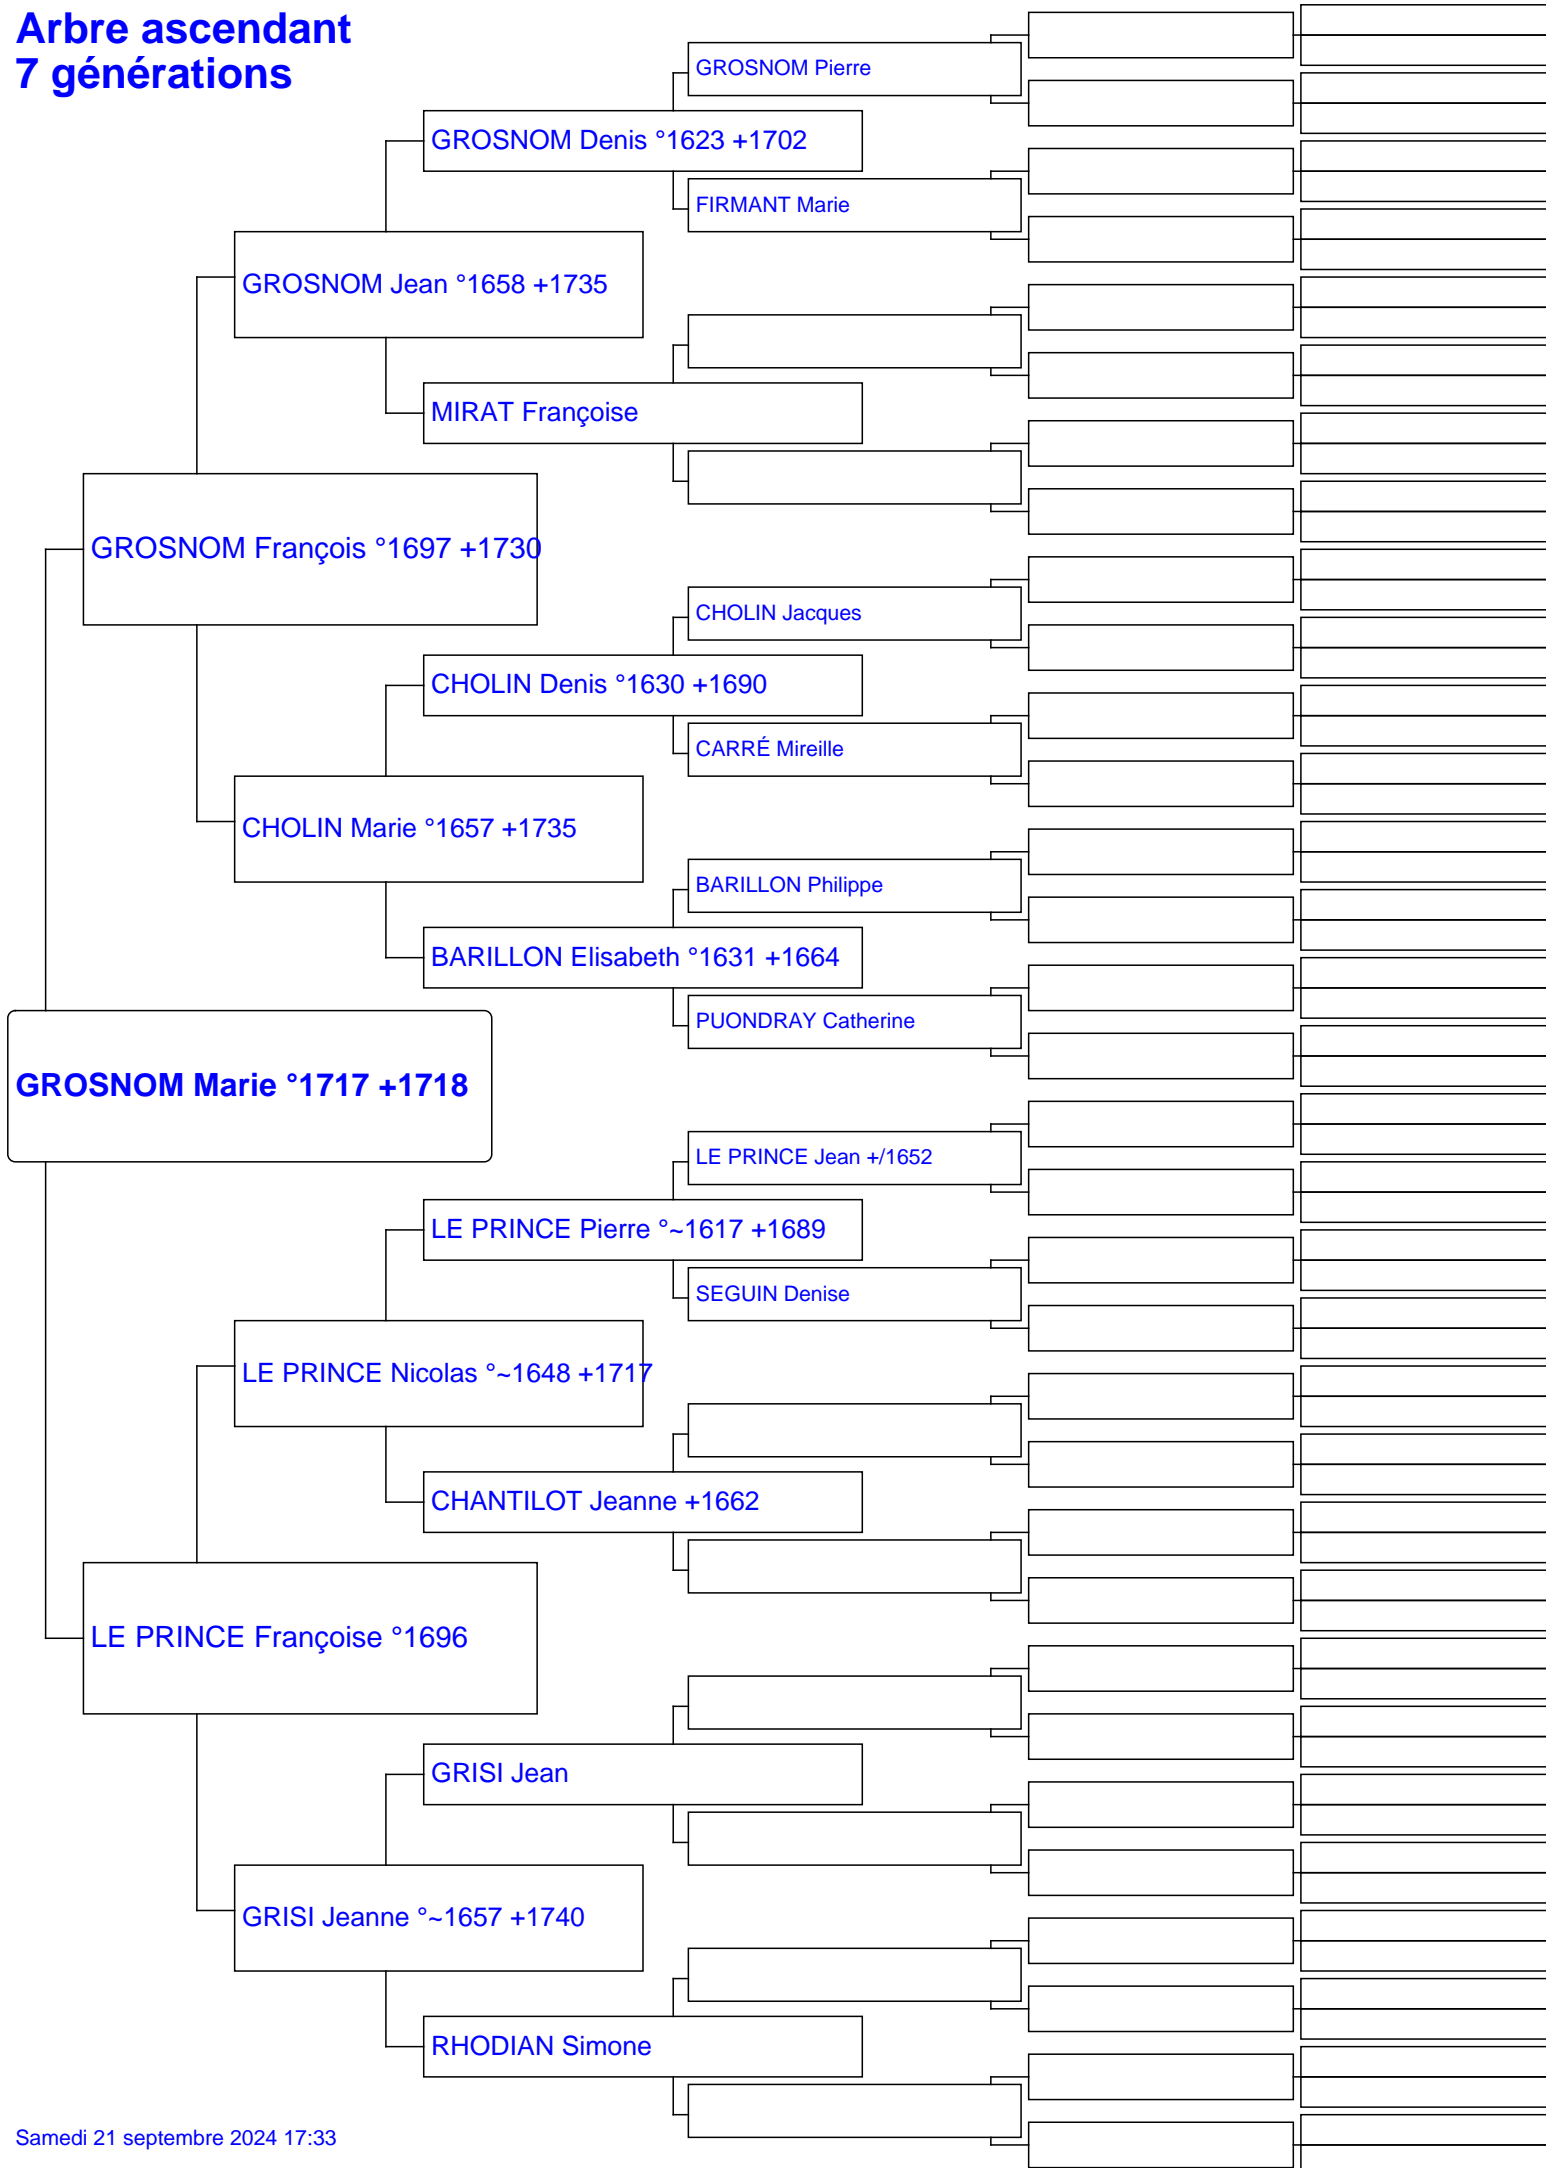 Arbre ascendant
7 générations
GROSNOM Pierre
GROSNOM Denis °1623 +1702
FIRMANT Marie
GROSNOM Jean °1658 +1735
MIRAT Françoise
GROSNOM François °1697 +1730
CHOLIN Jacques
CHOLIN Denis °1630 +1690
CARRÉ Mireille
CHOLIN Marie °1657 +1735
BARILLON Philippe
BARILLON Elisabeth °1631 +1664
PUONDRAY Catherine
GROSNOM Marie °1717 +1718
LE PRINCE Jean +/1652
LE PRINCE Pierre °~1617 +1689
SEGUIN Denise
LE PRINCE Nicolas °~1648 +1717
CHANTILOT Jeanne +1662
LE PRINCE Françoise °1696
GRISI Jean
GRISI Jeanne °~1657 +1740
RHODIAN Simone
Samedi 21 septembre 2024 17:33